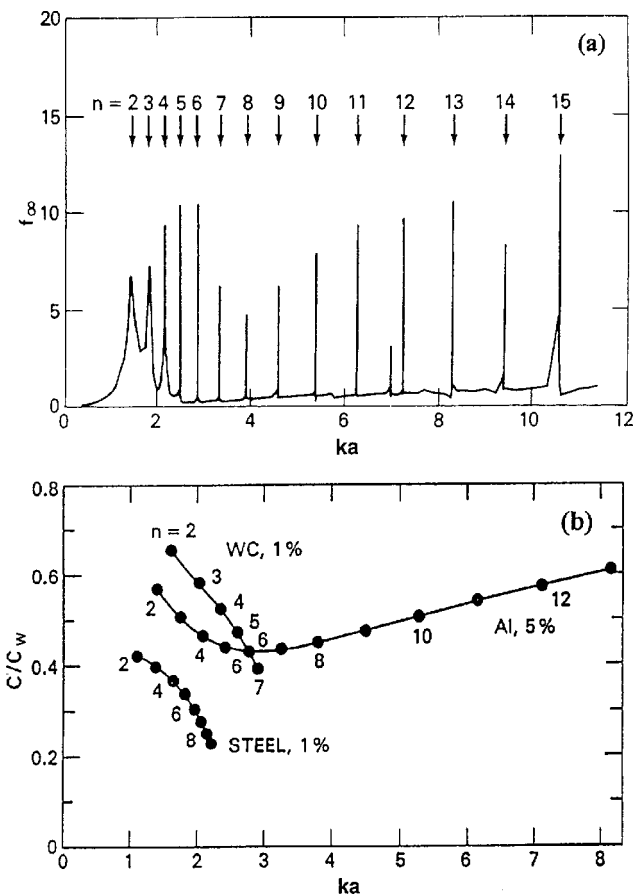 (a)
20
n = 2 3 4 5 6 7 8 9 10 11 12 13 14 15
15
10
5
0
f∞
0 2 4 6 8 10 12
ka
(b)
0.8
0.6
0.4
0.2
0
C/Cw
n = 2
WC, 1%
3
4
5
6
7
2
4
6
8
10
12
Al, 5%
2
4
6
8
STEEL, 1%
0 1 2 3 4 5 6 7 8
ka